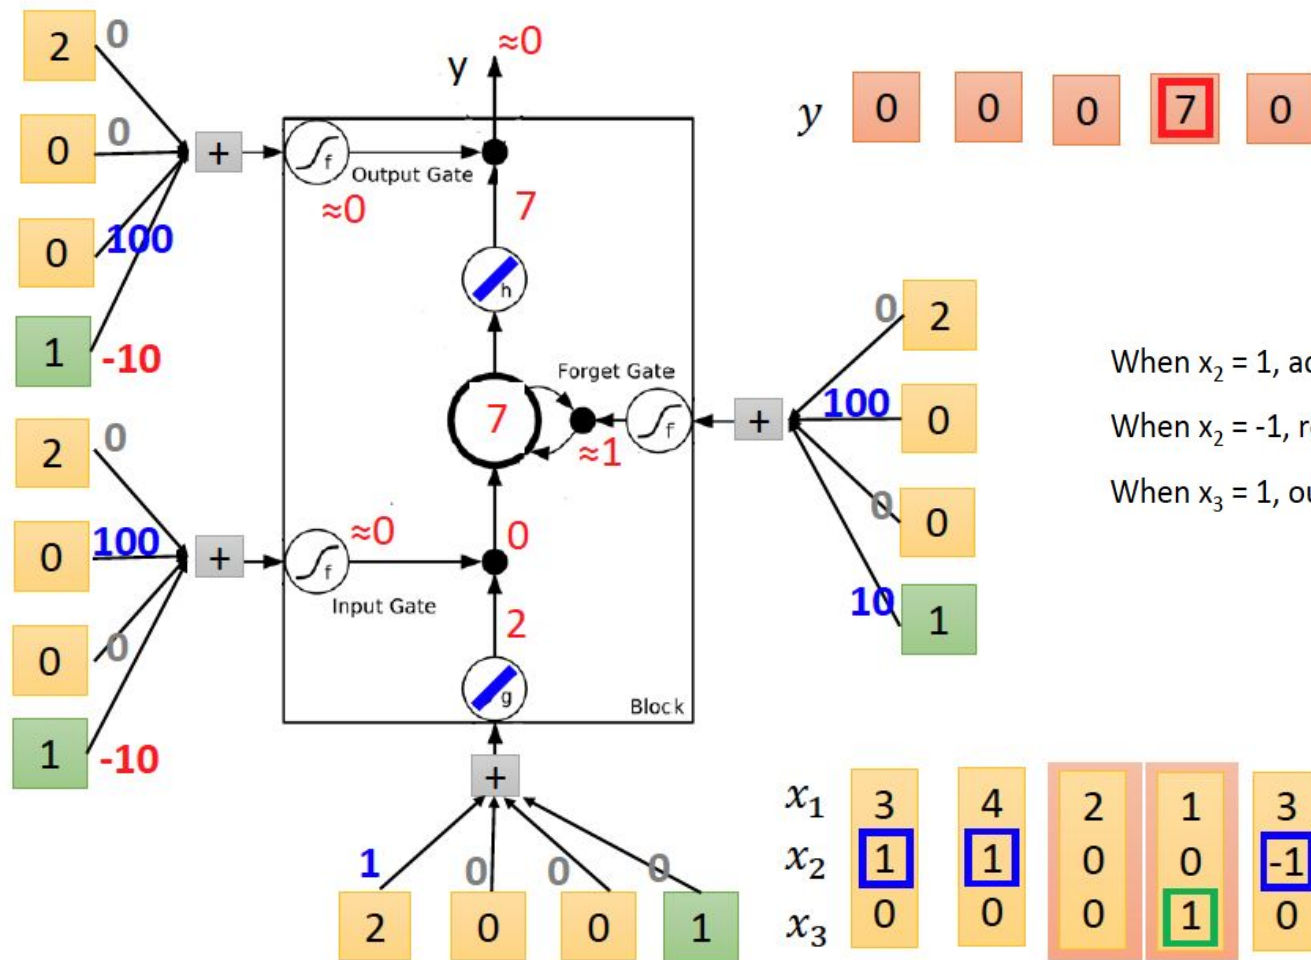 2 0
0 0
0 100
1 -10
+
f
Output Gate
≈0
y
≈0
7
h
7
Forget Gate
f
≈1
+
0 2
100 0
0 0
10 1
2 0
0 100
0 0
1 -10
+
f
Input Gate
≈0
0
2
g
Block
+
1 0 0 0
2 0 0 1
y 0 0 0 7 0
When x₂ = 1,
When x₂ = -1,
When x₃ = 1,
x₁ 3 4 2 1 3
x₂ 1 1 0 0 -1
x₃ 0 0 0 1 0